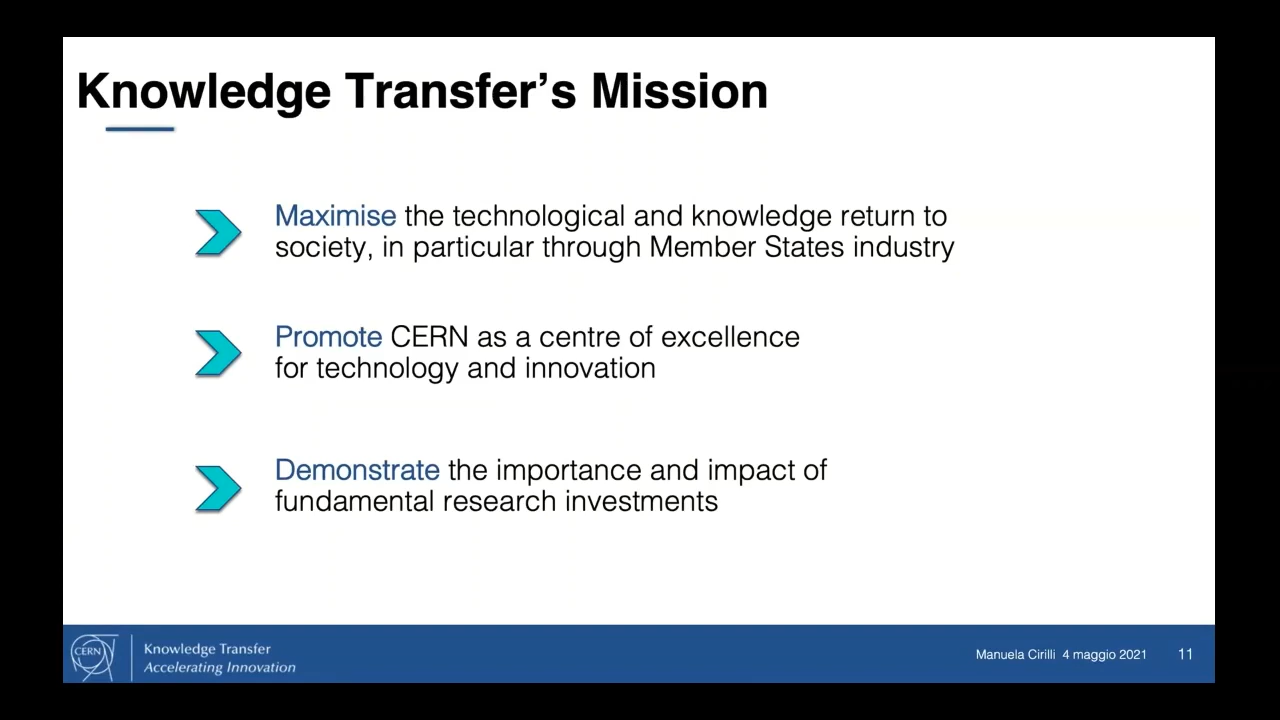 Knowledge Transfer’s Mission
Maximise the technological and knowledge return to
society, in particular through Member States industry
Promote CERN as a centre of excellence
for technology and innovation
Demonstrate the importance and impact of
fundamental research investments
CERN
Knowledge Transfer
Accelerating Innovation
Manuela Cirilli 4 maggio 2021
11